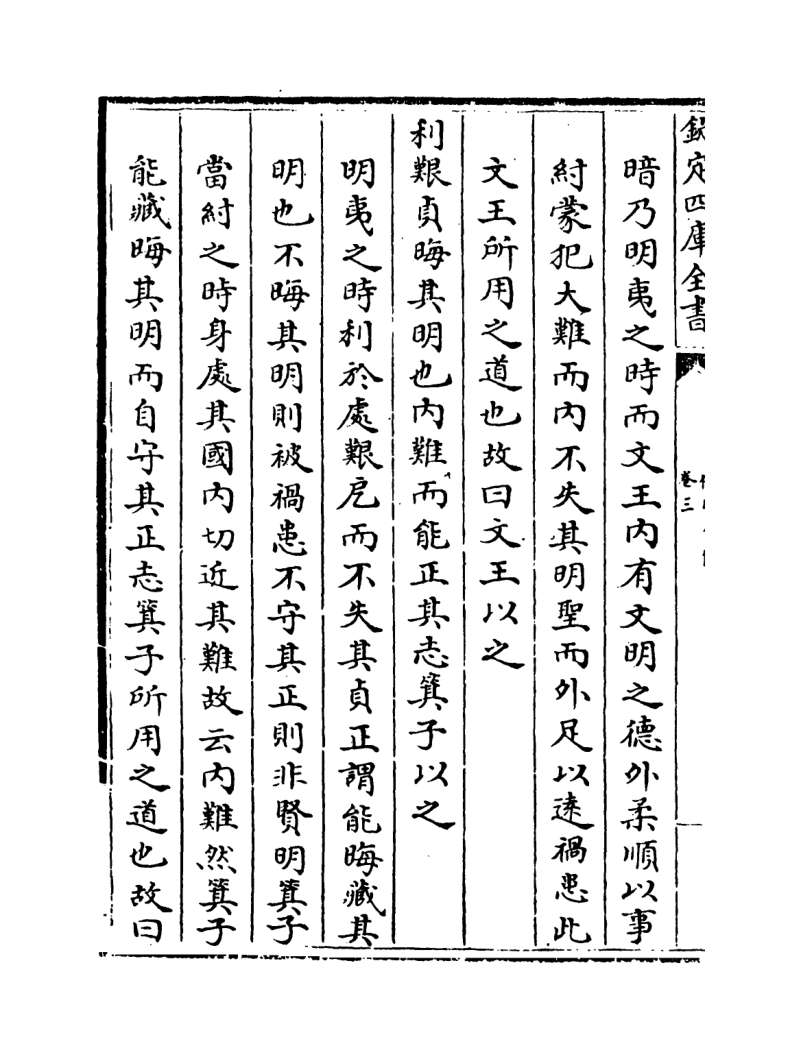 欽定四庫全書
卷三
暗乃明夷之時而文王内有文明之德外柔順以事
紂蒙犯大難而内不失其明聖而外足以逺禍患此
文王所用之道也故曰文王以之
利艱貞晦其明也内難而能正其志箕子以之
明夷之時利於處艱戹而不失其貞正謂能晦藏其
明也不晦其明則被禍患不守其正則非賢明箕子
當紂之時身處其國内切近其難故云内難然箕子
能藏晦其明而自守其正志箕子所用之道也故曰